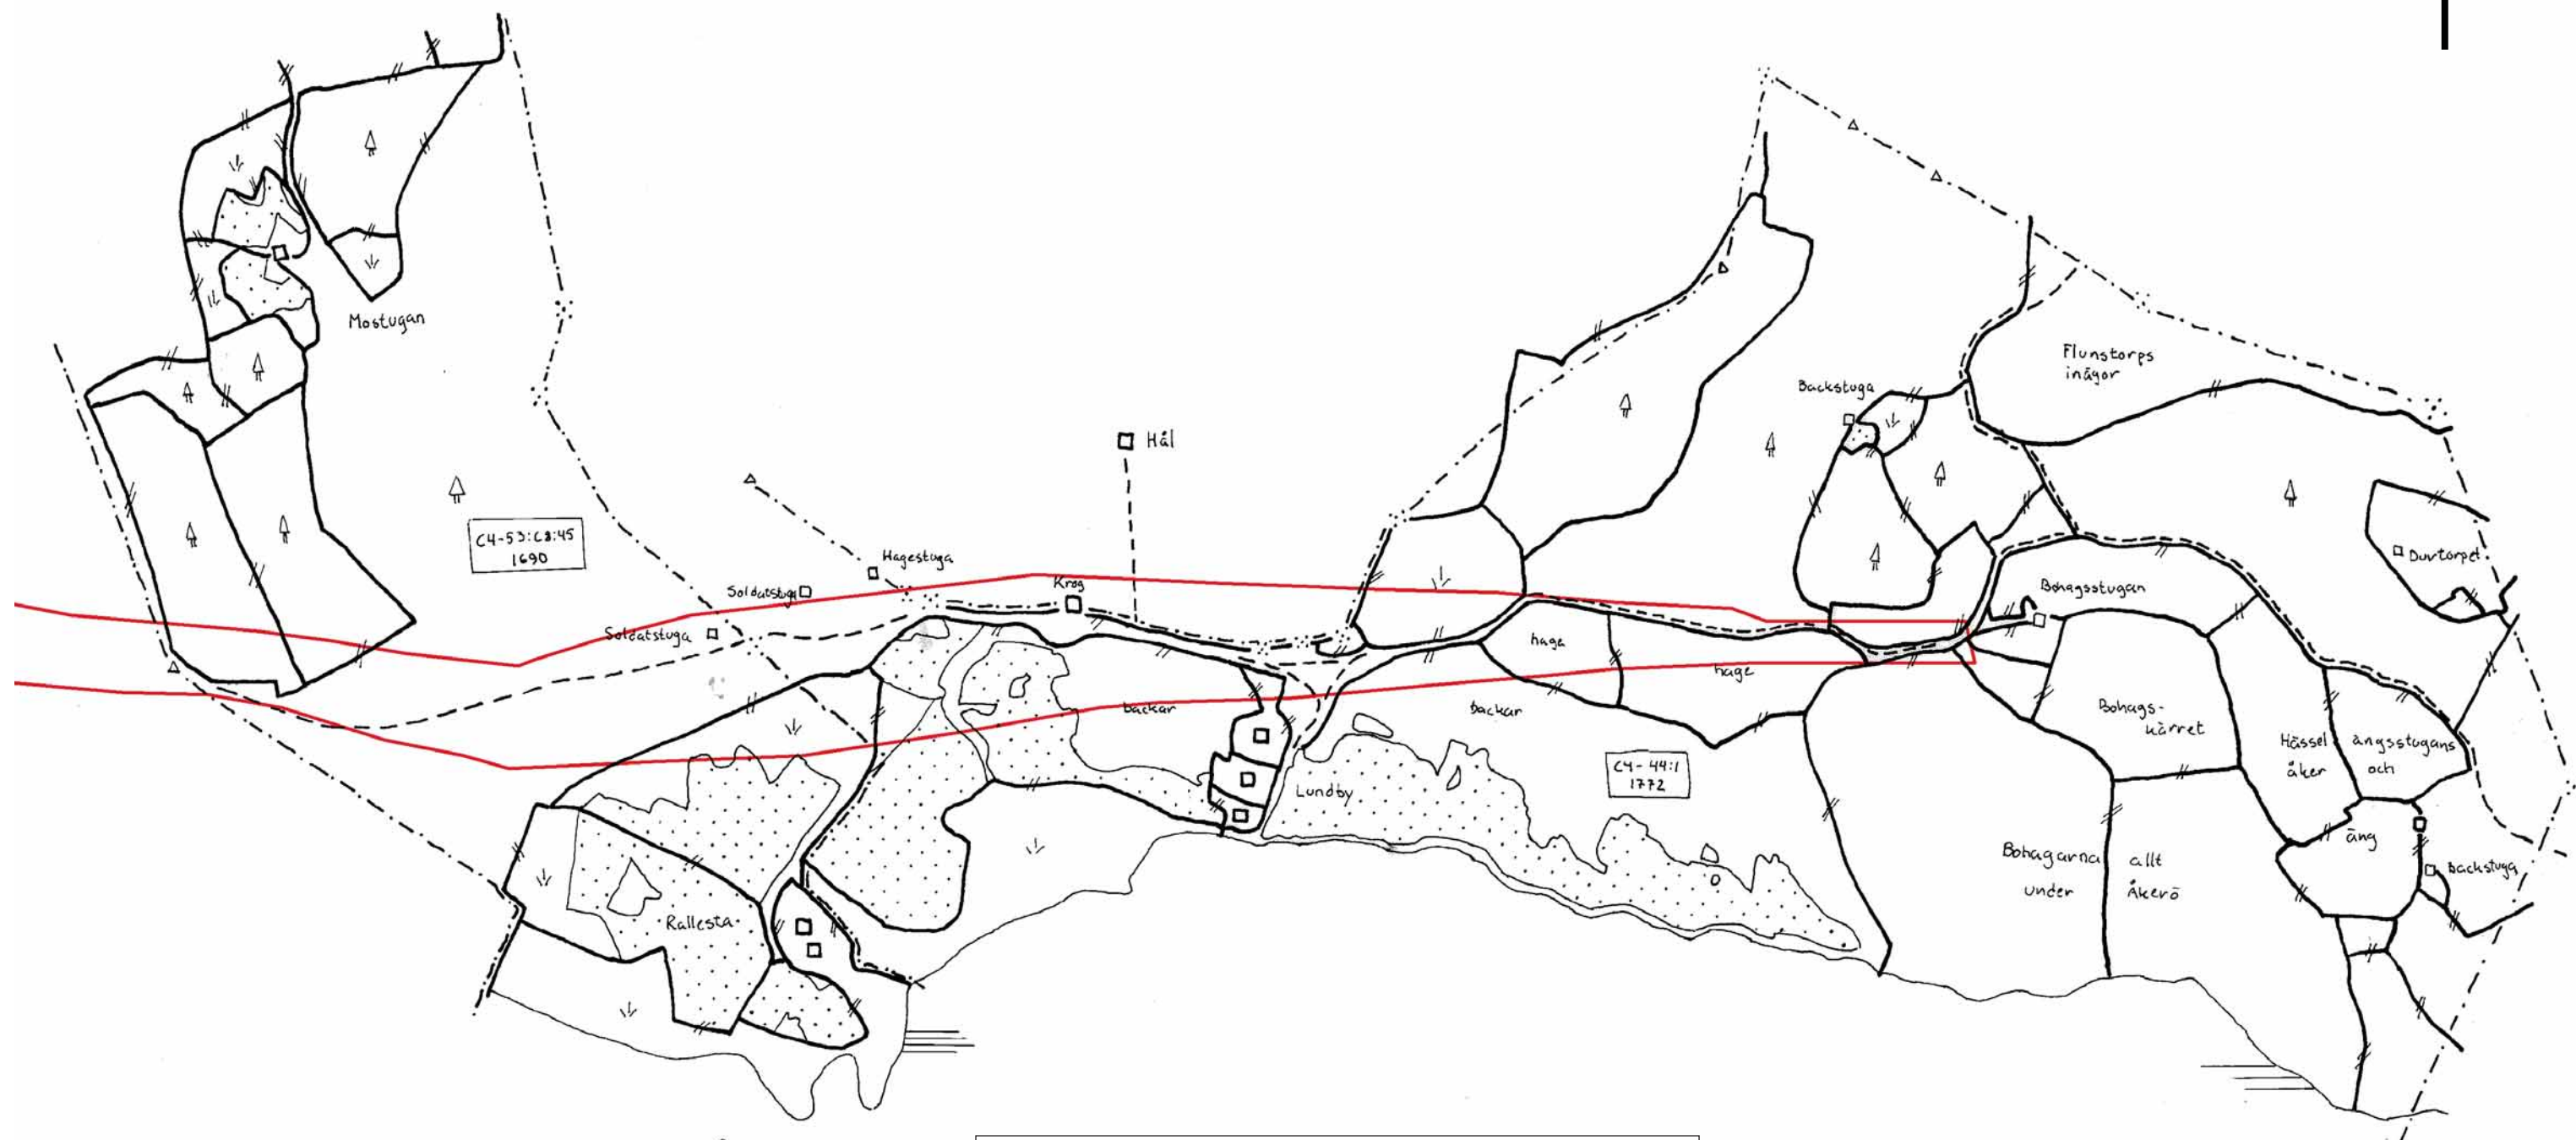 Mostugan
Flunstorps
inägor
Backstuga
Hål
C4-53:C8:45
1690
Hagestuga
Soldatstuga
Krog
Soldatstuga
Durtorpet
Bohagsstugan
hage
hage
backar
backar
Bohags-
kärret
Hässel
åker
ängsstugans
och
C4-44:1
1772
Lundby
äng
Bohagarna
under
allt
Åkerö
Backstuga
Rallesta